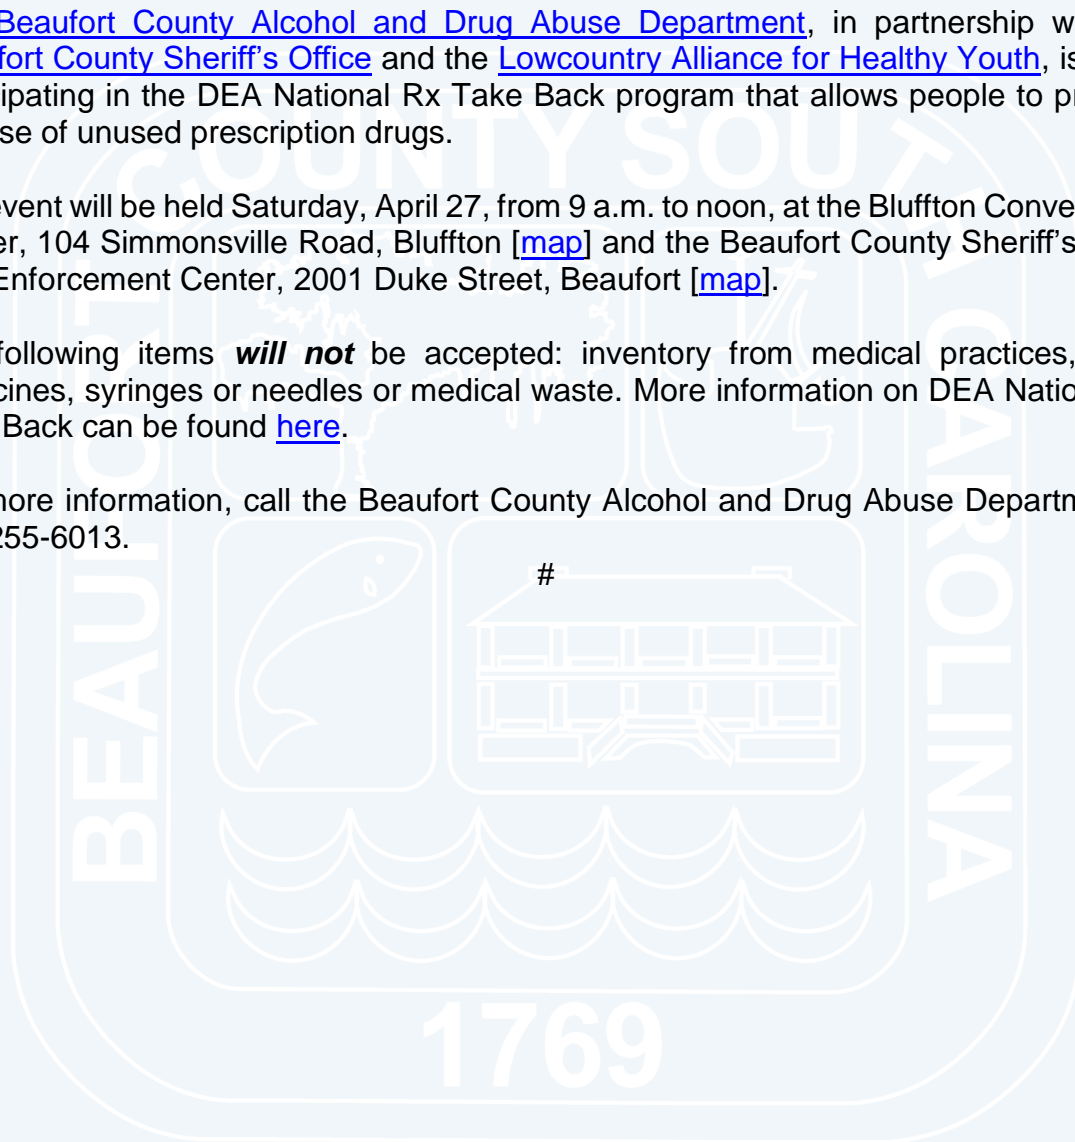 Beaufort County Alcohol and Drug Abuse Department, in partnership w
fort County Sheriff’s Office and the Lowcountry Alliance for Healthy Youth, is
cipating in the DEA National Rx Take Back program that allows people to pr
se of unused prescription drugs.
event will be held Saturday, April 27, from 9 a.m. to noon, at the Bluffton Conve
er, 104 Simmonsville Road, Bluffton [map] and the Beaufort County Sheriff’s
Enforcement Center, 2001 Duke Street, Beaufort [map].
following items will not be accepted: inventory from medical practices,
cines, syringes or needles or medical waste. More information on DEA Natio
Back can be found here.
more information, call the Beaufort County Alcohol and Drug Abuse Departm
255-6013.
#
BEAUFORT COUNTY SOUTH CAROLINA
1769